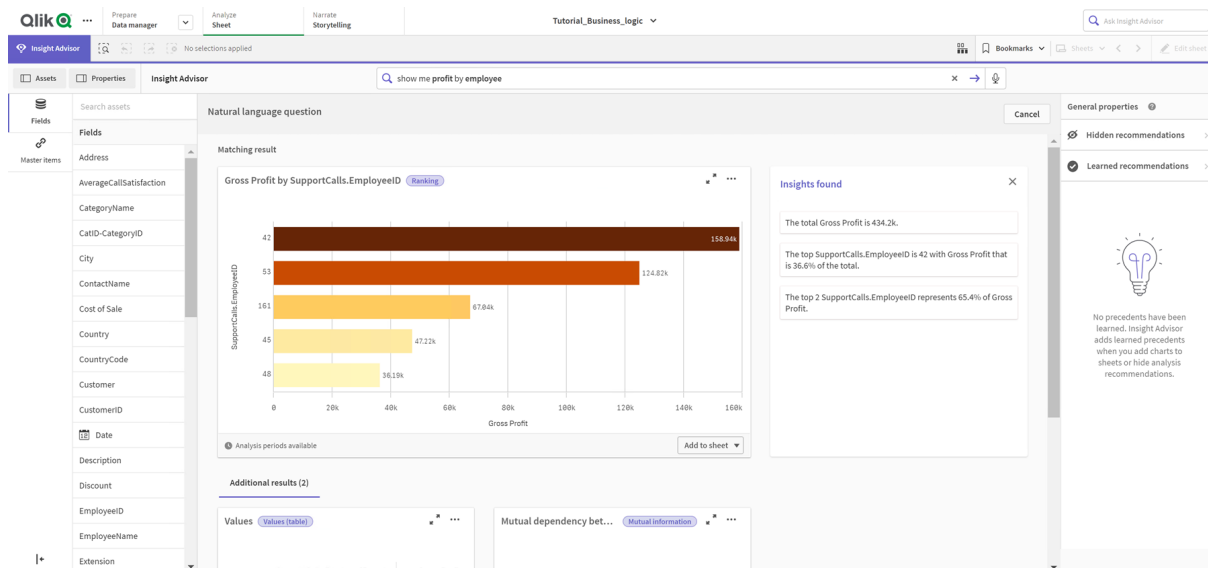 Qlik
Prepare
Data manager
Analyze
Sheet
Narrate
Storytelling
Tutorial_Business_logic
Ask Insight Advisor
Insight Advisor
No selections applied
Bookmarks
Sheets
Edit sheet
Assets
Properties
Insight Advisor
show me profit by employee
Fields
Master items
Search assets
Fields
Address
AverageCallSatisfaction
CategoryName
CatID-CategoryID
City
ContactName
Cost of Sale
Country
CountryCode
Customer
CustomerID
Date
Description
Discount
EmployeeID
EmployeeName
Extension
Natural language question
Cancel
Matching result
Gross Profit by SupportCalls.EmployeeID
Ranking
SupportCalls.EmployeeID
42
158.94k
53
124.82k
161
67.04k
45
47.22k
48
36.19k
0 20k 40k 60k 80k 100k 120k 140k 160k
Gross Profit
Analysis periods available
Add to sheet
Insights found
The total Gross Profit is 434.2k.
The top SupportCalls.EmployeeID is 42 with Gross Profit that
is 36.6% of the total.
The top 2 SupportCalls.EmployeeID represents 65.4% of Gross
Profit.
Additional results (2)
Values
Values (table)
Mutual dependency bet...
Mutual information
General properties
Hidden recommendations
Learned recommendations
No precedents have been
learned. Insight Advisor
adds learned precedents
when you add charts to
sheets or hide analysis
recommendations.